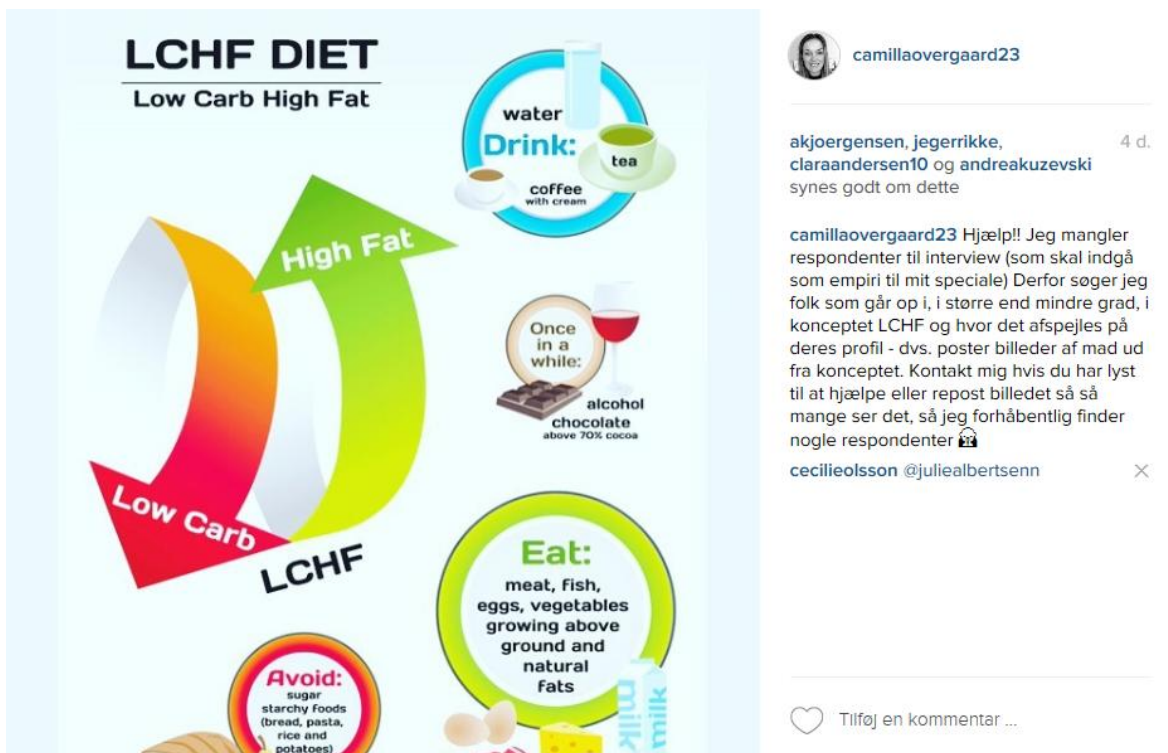 LCHF DIET
Low Carb High Fat
water
Drink:
tea
coffee
with cream
High Fat
Once
in a
while:
alcohol
chocolate
above 70% cocoa
Low Carb
LCHF
Eat:
meat, fish,
eggs, vegetables
growing above
ground and
natural
fats
milk
milk
Avoid:
sugar
starchy foods
(bread, pasta,
rice and
potatoes)
camillaovergaard23
akjoergensen, jegerrikke, 4 d.
claraandersen10 og andreakuzevski
synes godt om dette
camillaovergaard23 Hjælp!! Jeg mangler
respondenter til interview (som skal indgå
som empiri til mit speciale) Derfor søger jeg
folk som går op i, i større end mindre grad, i
konceptet LCHF og hvor det afspejles på
deres profil - dvs. poster billeder af mad ud
fra konceptet. Kontakt mig hvis du har lyst
til at hjælpe eller repost billedet så så
mange ser det, så jeg forhåbentlig finder
nogle respondenter 🙈
cecilieolsson @juliealbertsenn
Tilføj en kommentar ...